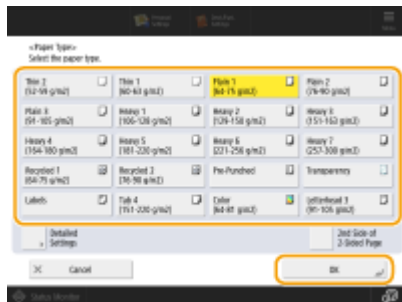 <Paper Type>
Select the paper type.
Thin 2
(52-59 g/m2)
Thin 1
(60-63 g/m2)
Plain 1
(64-75 g/m2)
Plain 2
(76-90 g/m2)
Plain 3
(91-105 g/m2)
Heavy 1
(106-128 g/m2)
Heavy 2
(129-150 g/m2)
Heavy 3
(151-163 g/m2)
Heavy 4
(164-180 g/m2)
Heavy 5
(181-220 g/m2)
Heavy 6
(221-256 g/m2)
Heavy 7
(257-300 g/m2)
Recycled 1
(64-75 g/m2)
Recycled 2
(76-90 g/m2)
Pre-Punched
Transparency
Labels
Tab 4
(151-220 g/m2)
Color
(64-81 g/m2)
Letterhead 3
(91-105 g/m2)
Detailed
Settings
2nd Side of
2-Sided Page
Cancel
OK
Status Monitor